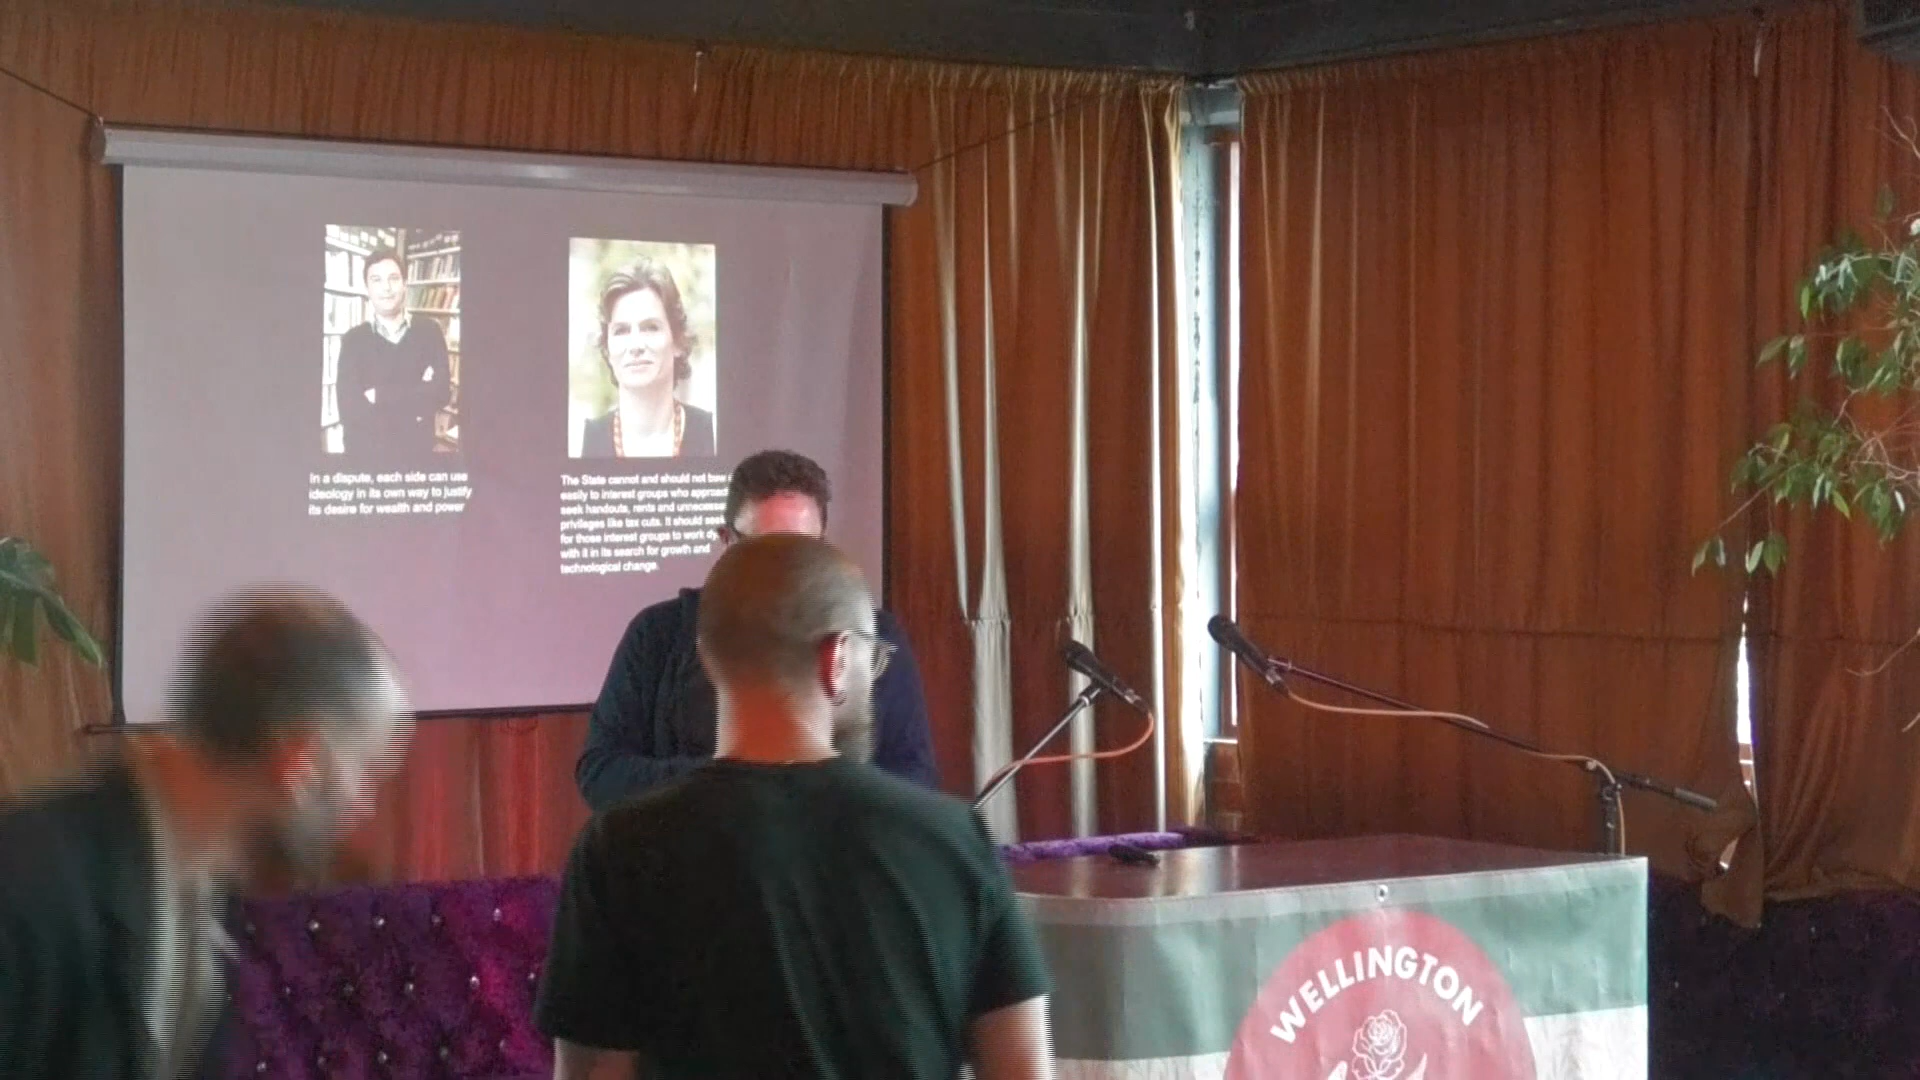 In a dispute, each side can use
ideology in its own way to justify
its desire for wealth and power
The State cannot and should not bow
easily to interest groups who approach
seek handouts, rents and unnecessary
privileges like tax cuts. It should seek
for those interest groups to work
with it in its search for growth and
technological change.
WELLINGTON